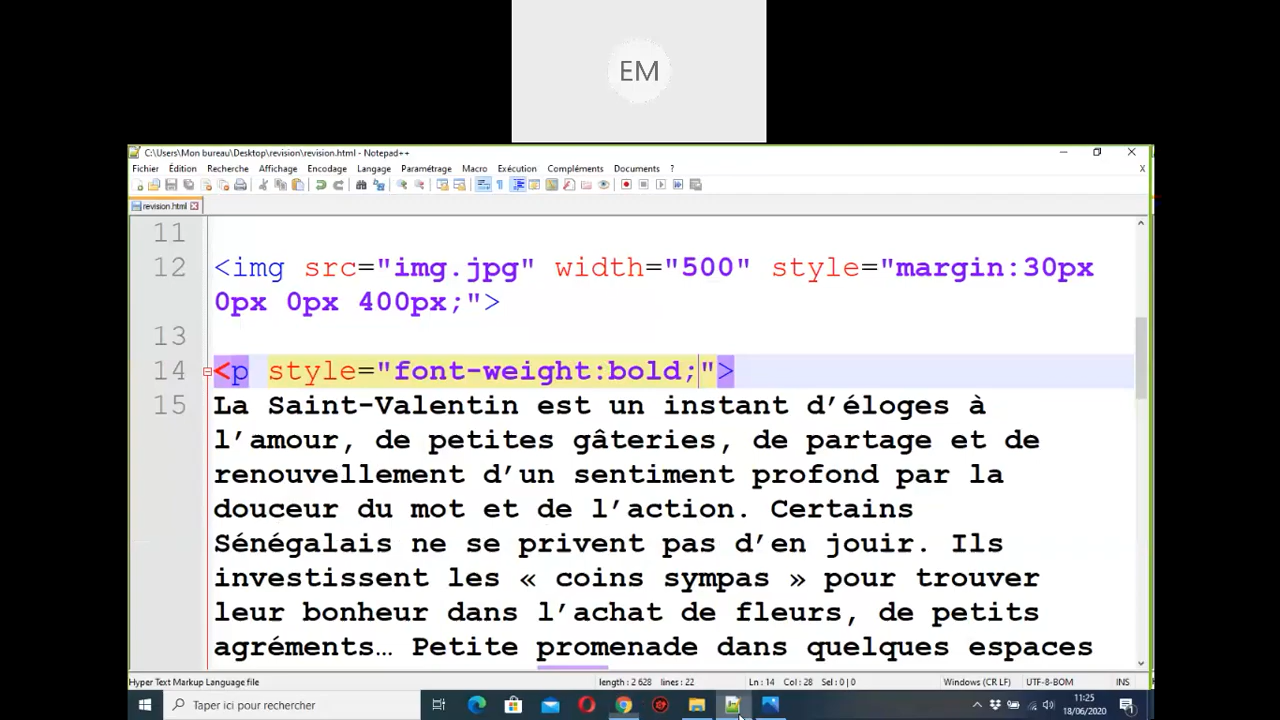 EM
C:\Users\Mon bureau\Desktop\revision\revision.html - Notepad++
Fichier Édition Recherche Affichage Encodage Langage Paramétrage Macro Exécution Compléments Documents ? X
revision.html
11
12 <img src="img.jpg" width="500" style="margin:30px
0px 0px 400px;">
13
14 <p style="font-weight:bold;">
15 La Saint-Valentin est un instant d’éloges à
l’amour, de petites gâteries, de partage et de
renouvellement d’un sentiment profond par la
douceur du mot et de l’action. Certains
Sénégalais ne se privent pas d’en jouir. Ils
investissent les « coins sympas » pour trouver
leur bonheur dans l’achat de fleurs, de petits
agréments… Petite promenade dans quelques espaces
Hyper Text Markup Language file length : 2 628 lines : 22 Ln : 14 Col : 28 Sel : 0 | 0 Windows (CR LF) UTF-8-BOM INS
Taper ici pour rechercher
11:25
18/06/2020